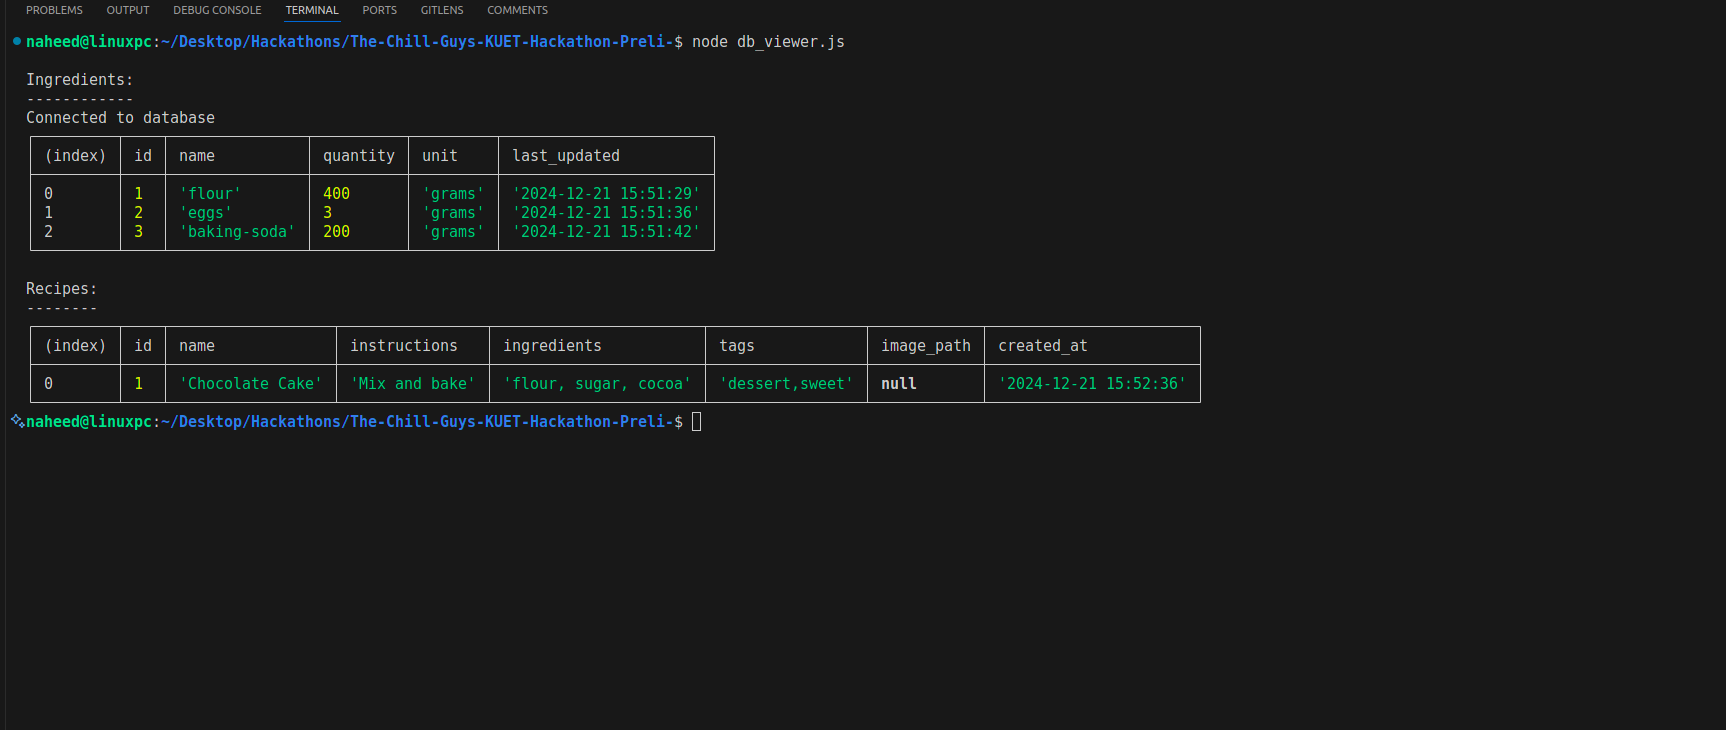 PROBLEMS OUTPUT DEBUG CONSOLE TERMINAL PORTS GITLENS COMMENTS
naheed@linuxpc:~/Desktop/Hackathons/The-Chill-Guys-KUET-Hackathon-Preli-$ node db_viewer.js
Ingredients:
------------
Connected to database
(index) id name quantity unit last_updated
0 1 'flour' 400 'grams' '2024-12-21 15:51:29'
1 2 'eggs' 3 'grams' '2024-12-21 15:51:36'
2 3 'baking-soda' 200 'grams' '2024-12-21 15:51:42'
Recipes:
--------
(index) id name instructions ingredients tags image_path created_at
0 1 'Chocolate Cake' 'Mix and bake' 'flour, sugar, cocoa' 'dessert,sweet' null '2024-12-21 15:52:36'
naheed@linuxpc:~/Desktop/Hackathons/The-Chill-Guys-KUET-Hackathon-Preli-$